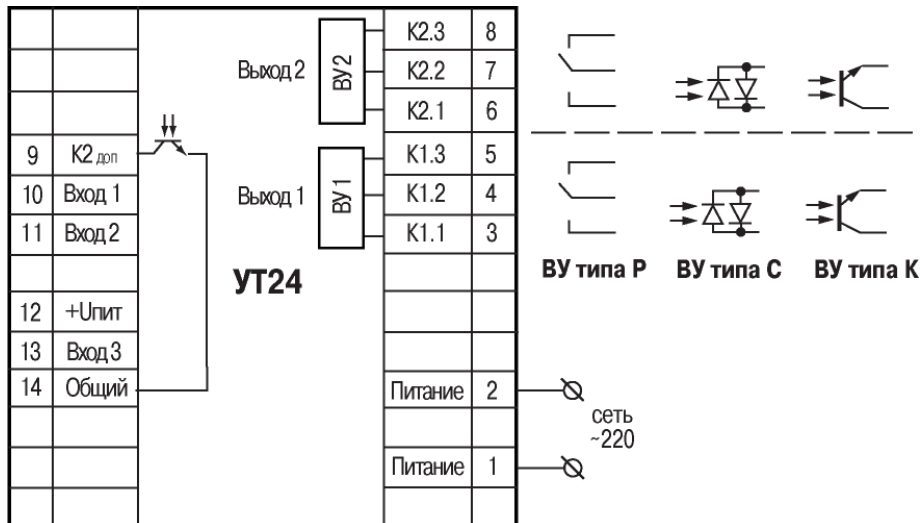 К2.3 8
Выход 2 ВУ2 К2.2 7
К2.1 6
9 К2 доп К1.3 5
10 Вход 1 Выход 1 ВУ 1 К1.2 4
11 Вход 2 К1.1 3
ВУ типа Р ВУ типа С ВУ типа К
УТ24
12 +Uпит
13 Вход 3
14 Общий Питание 2
сеть
~220
Питание 1